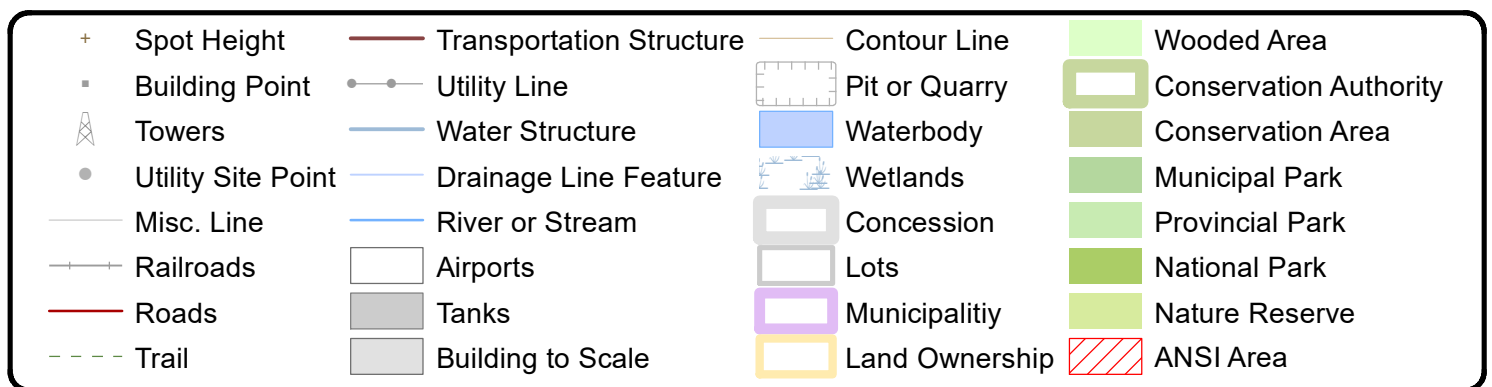 Spot Height
Building Point
Towers
Utility Site Point
Misc. Line
Railroads
Roads
Trail
Transportation Structure
Utility Line
Water Structure
Drainage Line Feature
River or Stream
Airports
Tanks
Building to Scale
Contour Line
Pit or Quarry
Waterbody
Wetlands
Concession
Lots
Municipalitiy
Land Ownership
Wooded Area
Conservation Authority
Conservation Area
Municipal Park
Provincial Park
National Park
Nature Reserve
ANSI Area